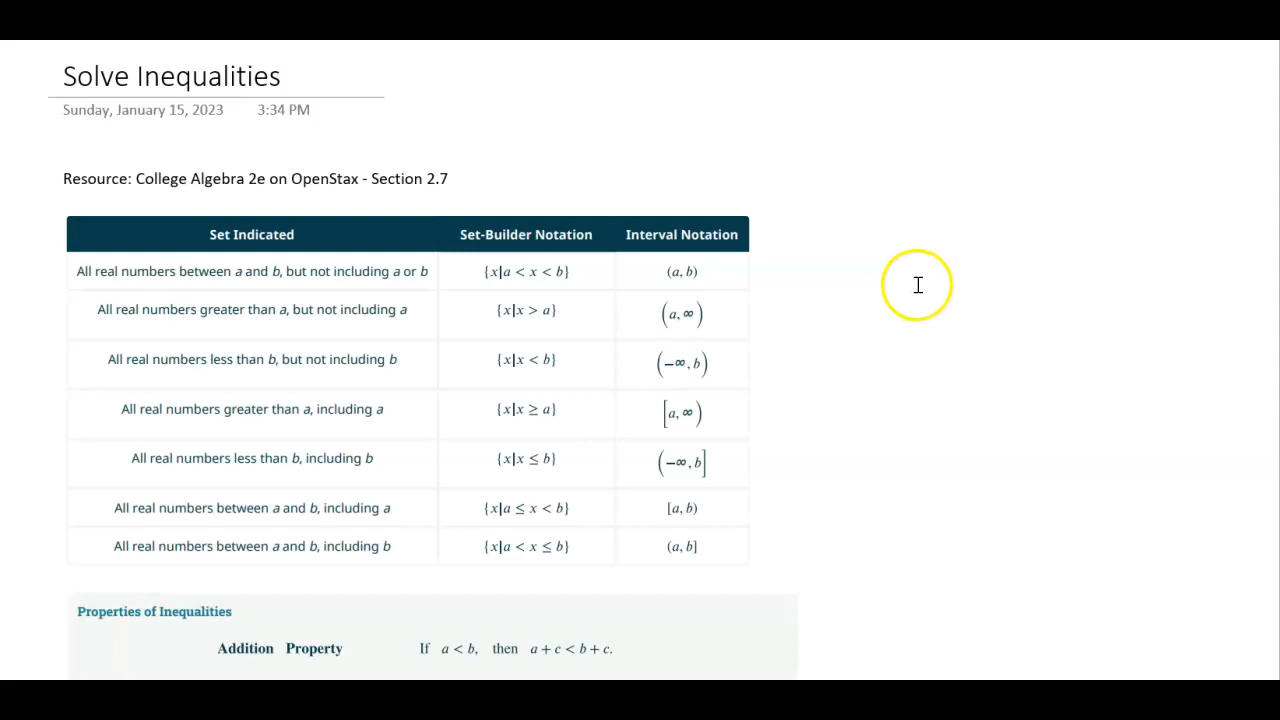 Solve Inequalities
Sunday, January 15, 2023 3:34 PM
Resource: College Algebra 2e on OpenStax - Section 2.7
Set Indicated Set-Builder Notation Interval Notation
All real numbers between a and b, but not including a or b {x|a < x < b} (a, b)
All real numbers greater than a, but not including a {x|x > a} (a, ∞)
All real numbers less than b, but not including b {x|x < b} (−∞, b)
All real numbers greater than a, including a {x|x ≥ a} [a, ∞)
All real numbers less than b, including b {x|x ≤ b} (−∞, b]
All real numbers between a and b, including a {x|a ≤ x < b} [a, b)
All real numbers between a and b, including b {x|a < x ≤ b} (a, b]
Properties of Inequalities
Addition Property If a < b, then a + c < b + c.